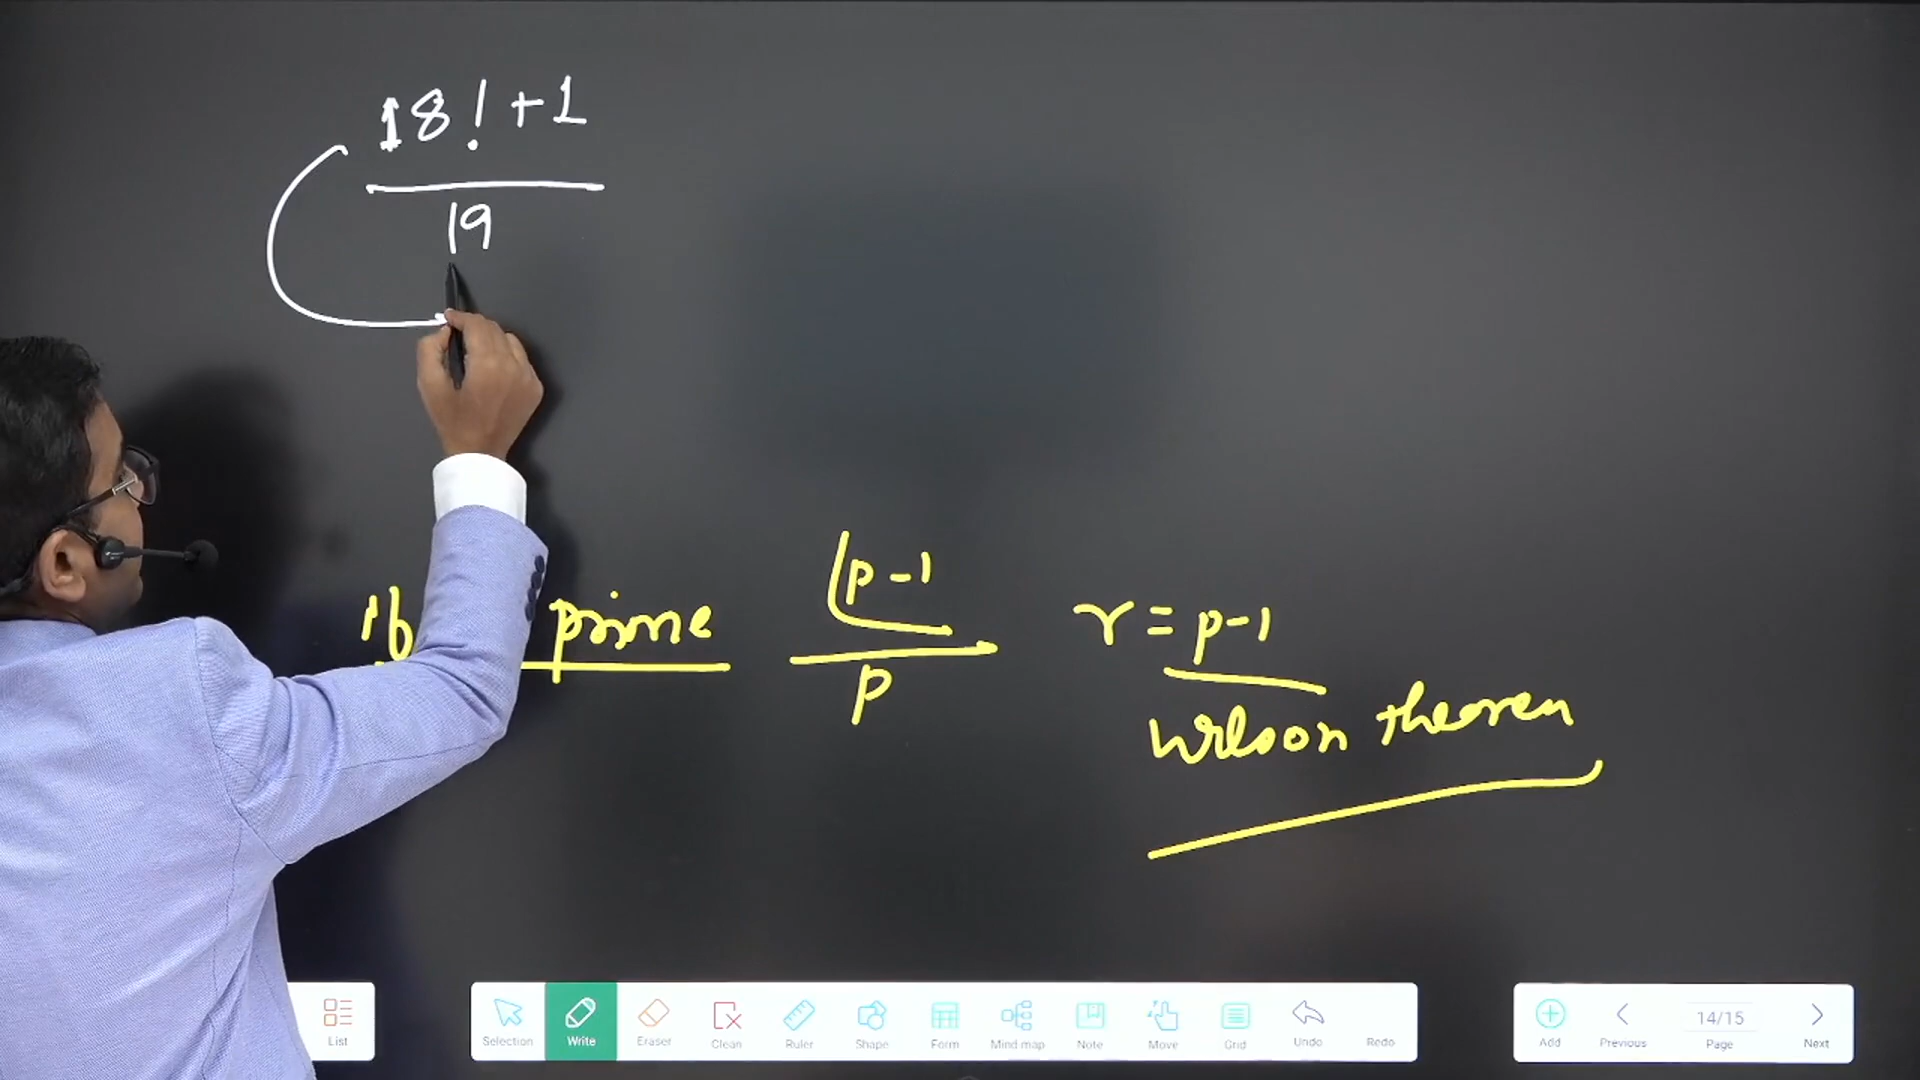 18! + 1
19
If prime
p-1
p
r = p-1
Wilson theorem
List
Selection
Write
Eraser
Clean
Ruler
Shape
Form
Mind map
Note
Move
Grid
Undo
Redo
Add
Previous
14/15
Page
Next